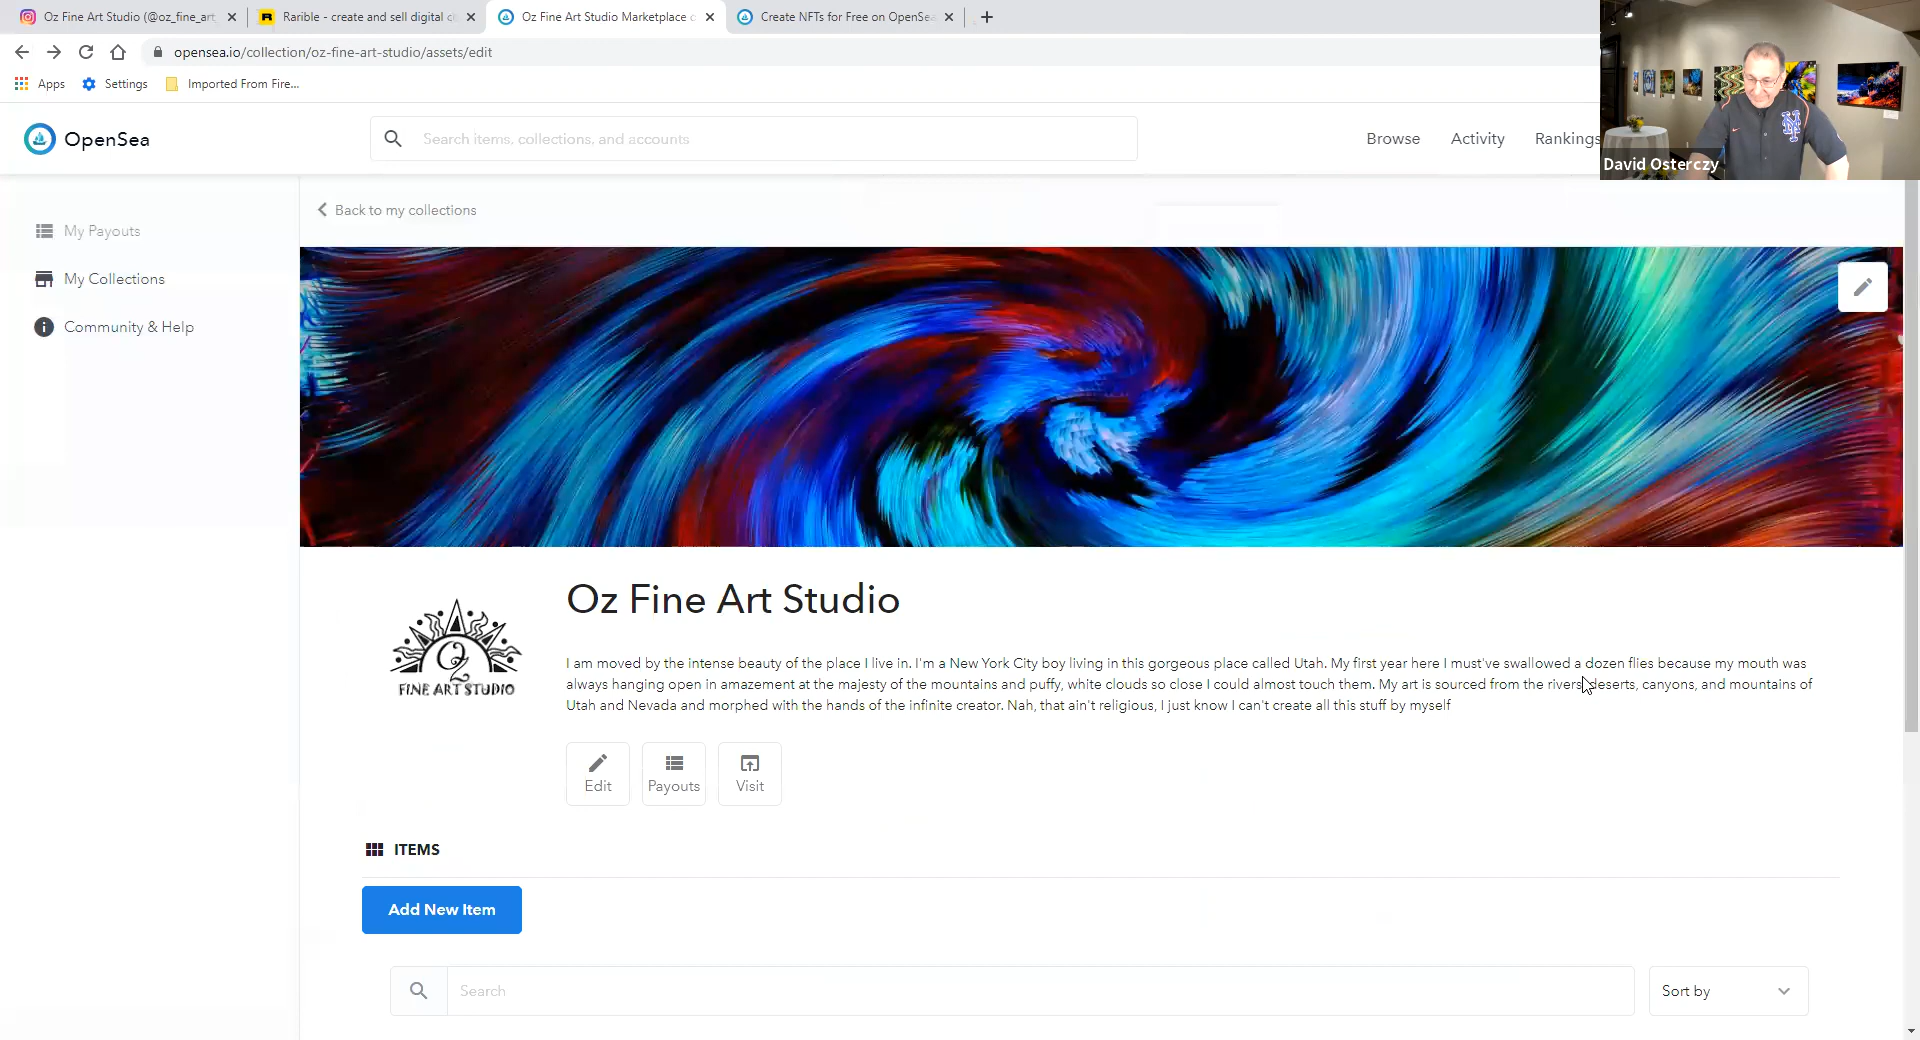 Oz Fine Art Studio (@oz_fine_art
Rarible - create and sell digital c
Oz Fine Art Studio Marketplace
Create NFTs for Free on OpenSea
opensea.io/collection/oz-fine-art-studio/assets/edit
Apps
Settings
Imported From Fire...
OpenSea
Search items, collections, and accounts
Browse
Activity
Rankings
David Osterczy
Back to my collections
My Payouts
My Collections
Community & Help
Oz Fine Art Studio
OZ
FINE ART STUDIO
I am moved by the intense beauty of the place I live in. I'm a New York City boy living in this gorgeous place called Utah. My first year here I must've swallowed a dozen flies because my mouth was
always hanging open in amazement at the majesty of the mountains and puffy, white clouds so close I could almost touch them. My art is sourced from the rivers deserts, canyons, and mountains of
Utah and Nevada and morphed with the hands of the infinite creator. Nah, that ain't religious, I just know I can't create all this stuff by myself
Edit
Payouts
Visit
ITEMS
Add New Item
Search
Sort by